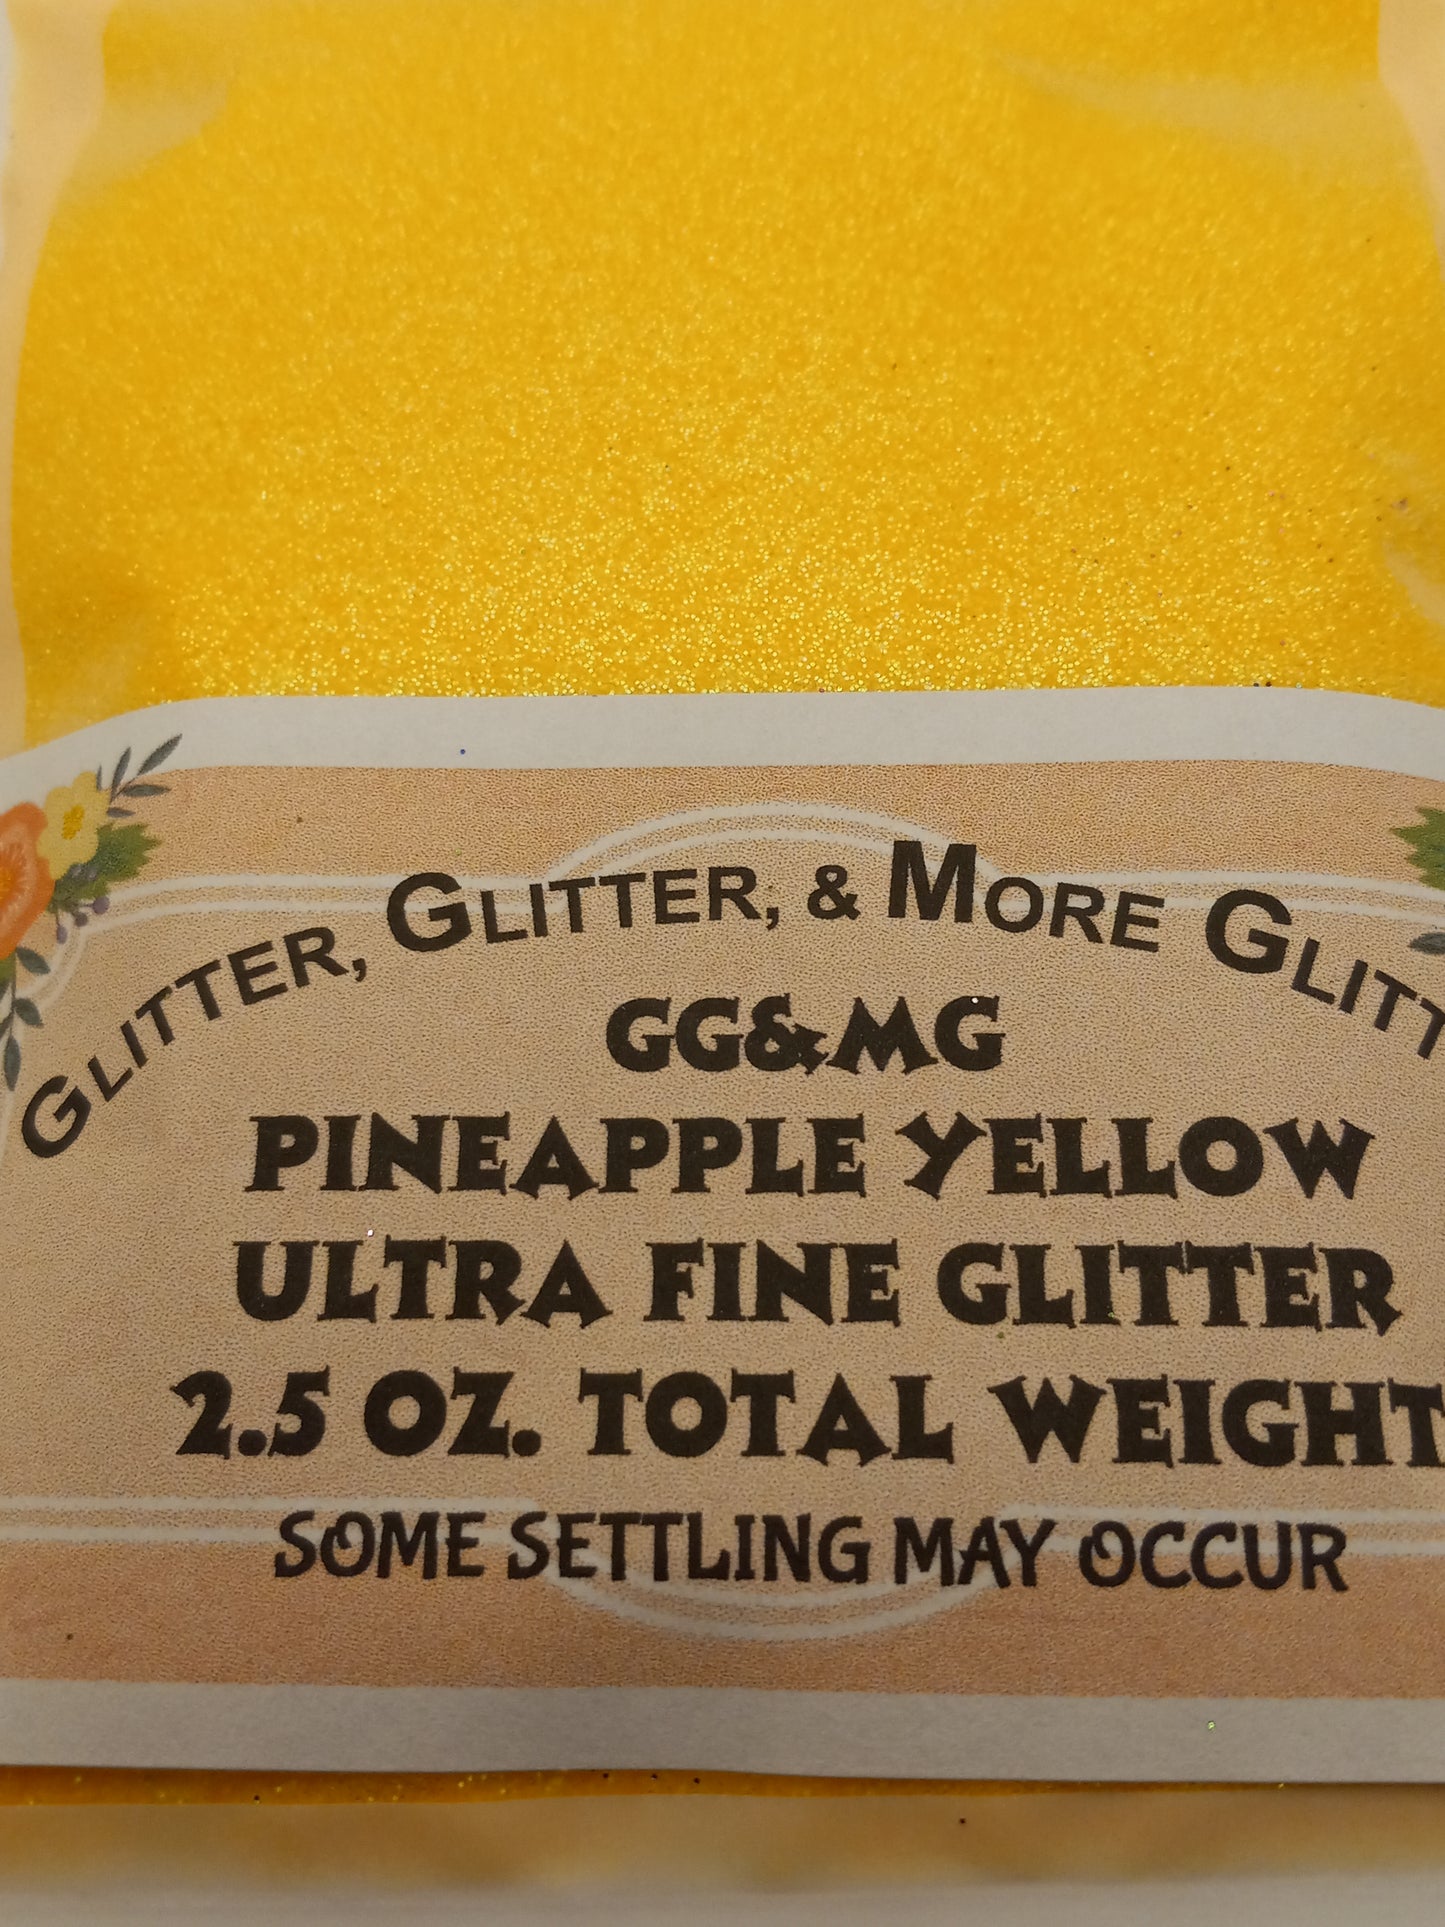 GLITTER, GLITTER, & MORE GLITT
GG&MG
PINEAPPLE YELLOW
ULTRA FINE GLITTER
2.5 OZ. TOTAL WEIGHT
SOME SETTLING MAY OCCUR